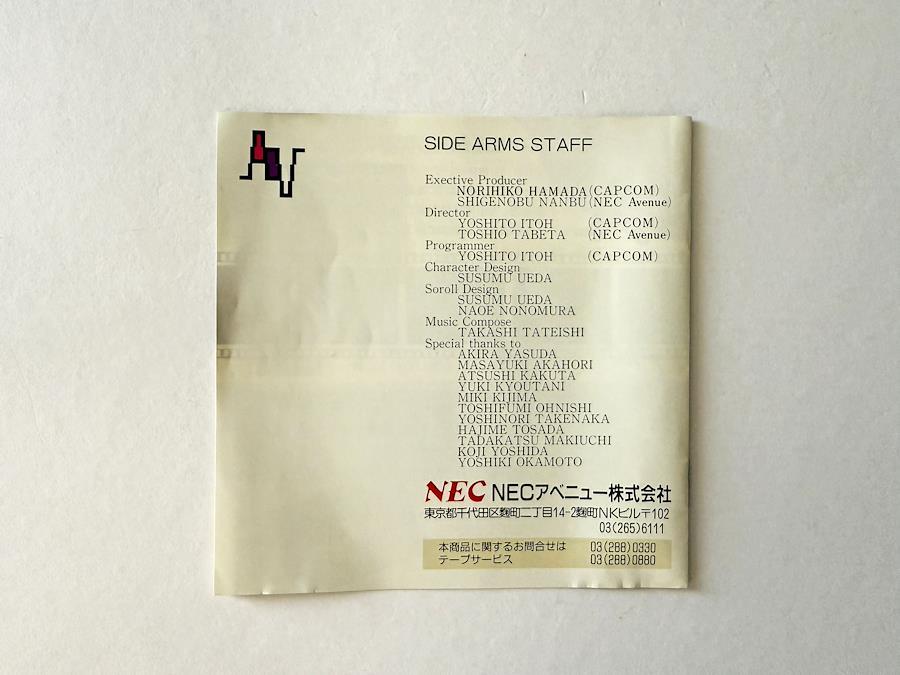 AV
SIDE ARMS STAFF
Exective Producer
NORIHIKO HAMADA (CAPCOM)
SHIGENOBU NANBU (NEC Avenue)
Director
YOSHITO ITOH (CAPCOM)
TOSHIO TABETA (NEC Avenue)
Programmer
YOSHITO ITOH (CAPCOM)
Character Design
SUSUMU UEDA
Soroll Design
SUSUMU UEDA
NAOE NONOMURA
Music Compose
TAKASHI TATEISHI
Special thanks to
AKIRA YASUDA
MASAYUKI AKAHORI
ATSUSHI KAKUTA
YUKI KYOUTANI
MIKI KIJIMA
TOSHIFUMI OHNISHI
YOSHINORI TAKENAKA
HAJIME TOSADA
TADAKATSU MAKIUCHI
KOJI YOSHIDA
YOSHIKI OKAMOTO
NEC NECアベニュー株式会社
東京都千代田区麹町二丁目14-2麹町NKビル〒102
03(265)6111
本商品に関するお問合せは 03(288)0330
テープサービス 03(288)0880